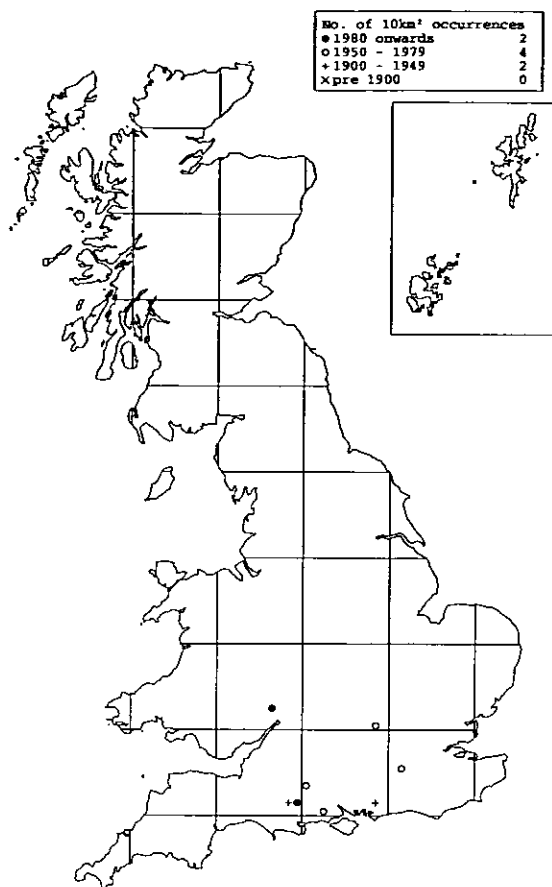 No. of 10km² occurrences
● 1980 onwards 2
○ 1950 - 1979 4
+ 1900 - 1949 2
× pre 1900 0